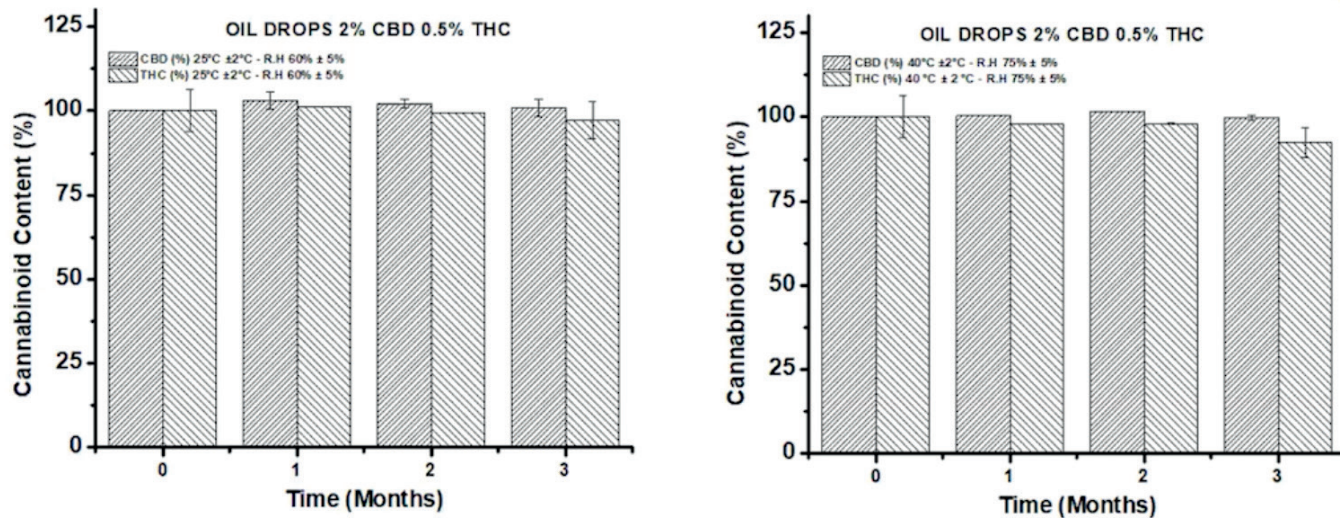 OIL DROPS 2% CBD 0.5% THC
CBD (%) 25°C ±2°C - R.H 60% ± 5%
THC (%) 25°C ±2°C - R.H 60% ± 5%
Cannabinoid Content (%)
125
100
75
50
25
0
0 1 2 3
Time (Months)
OIL DROPS 2% CBD 0.5% THC
CBD (%) 40°C ±2°C - R.H 75% ± 5%
THC (%) 40 °C ± 2 °C - R.H 75% ± 5%
Cannabinoid Content (%)
125
100
75
50
25
0
0 1 2 3
Time (Months)